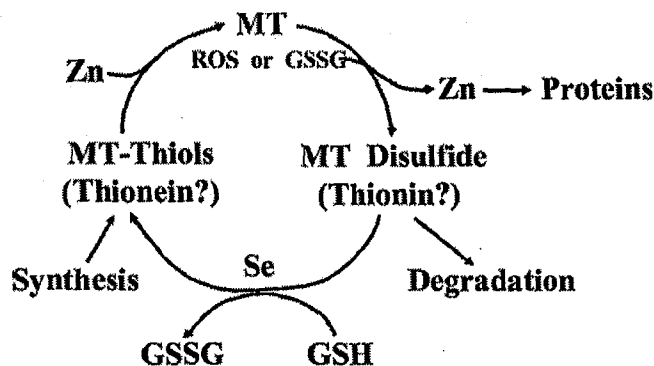 MT
ROS or GSSG
Zn
Zn
Proteins
MT-Thiols
(Thionein?)
MT Disulfide
(Thionin?)
Synthesis
Se
Degradation
GSSG
GSH